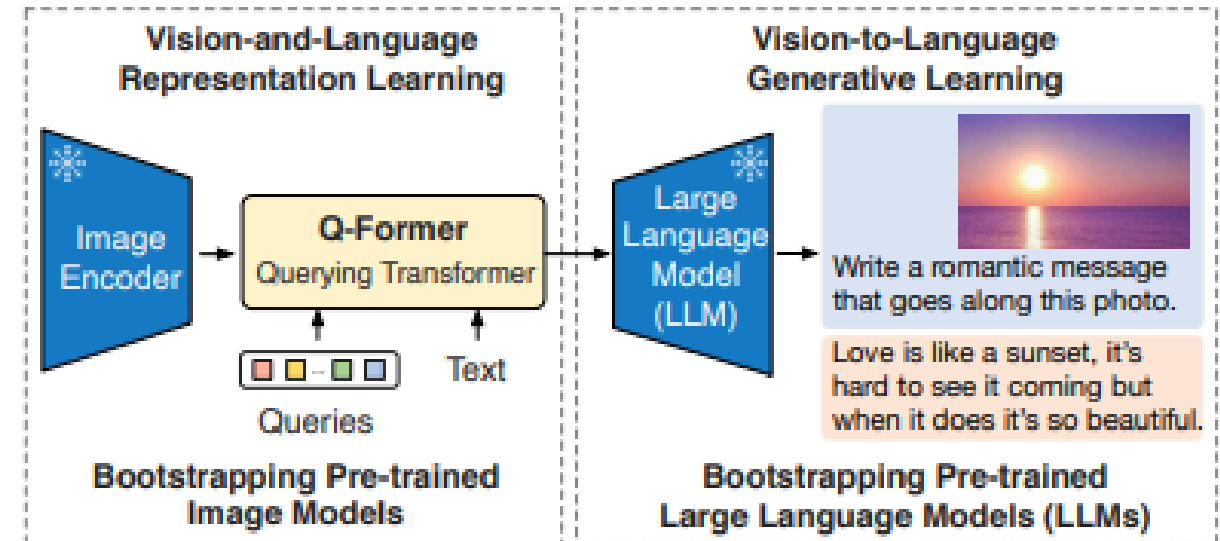 Vision-and-Language
Representation Learning
Image
Encoder
Q-Former
Querying Transformer
Queries
Text
Bootstrapping Pre-trained
Image Models
Vision-to-Language
Generative Learning
Large
Language
Model
(LLM)
Write a romantic message
that goes along this photo.
Love is like a sunset, it's
hard to see it coming but
when it does it's so beautiful.
Bootstrapping Pre-trained
Large Language Models (LLMs)